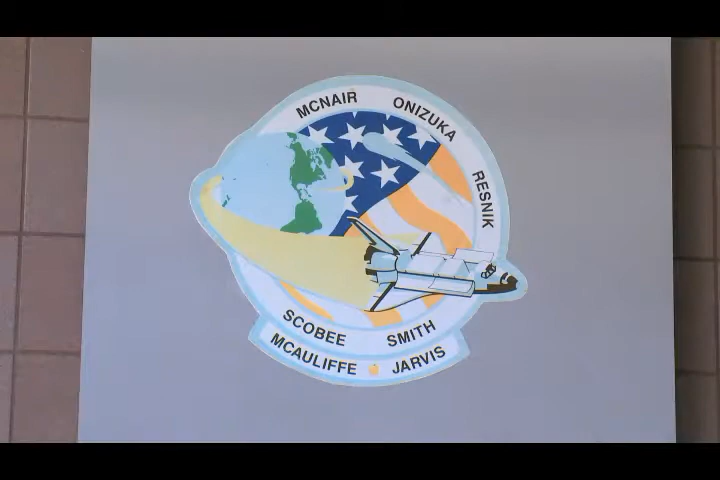 MCNAIR ONIZUKA
RESNIK
SCOBEE SMITH
MCAULIFFE JARVIS